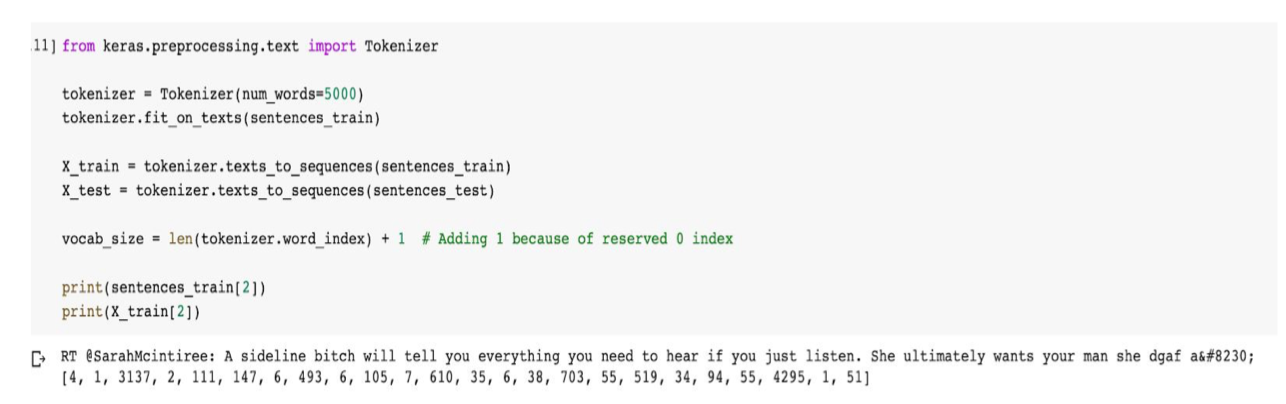 11] from keras.preprocessing.text import Tokenizer
tokenizer = Tokenizer(num_words=5000)
tokenizer.fit_on_texts(sentences_train)
X_train = tokenizer.texts_to_sequences(sentences_train)
X_test = tokenizer.texts_to_sequences(sentences_test)
vocab_size = len(tokenizer.word_index) + 1 # Adding 1 because of reserved 0 index
print(sentences_train[2])
print(X_train[2])
RT @SarahMcintiree: A sideline bitch will tell you everything you need to hear if you just listen. She ultimately wants your man she dgaf a&#8230;
[4, 1, 3137, 2, 111, 147, 6, 493, 6, 105, 7, 610, 35, 6, 38, 703, 55, 519, 34, 94, 55, 4295, 1, 51]